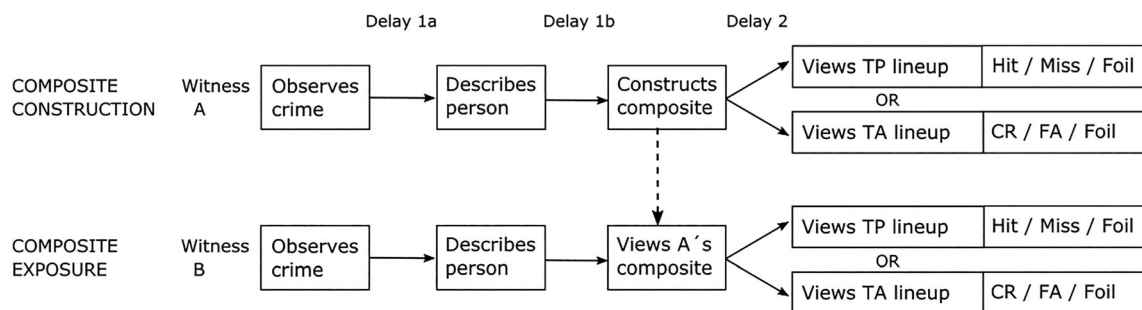 Delay 1a Delay 1b Delay 2
COMPOSITE CONSTRUCTION
Witness A
Observes crime
Describes person
Constructs composite
Views TP lineup Hit / Miss / Foil
OR
Views TA lineup CR / FA / Foil
COMPOSITE EXPOSURE
Witness B
Observes crime
Describes person
Views A´s composite
Views TP lineup Hit / Miss / Foil
OR
Views TA lineup CR / FA / Foil